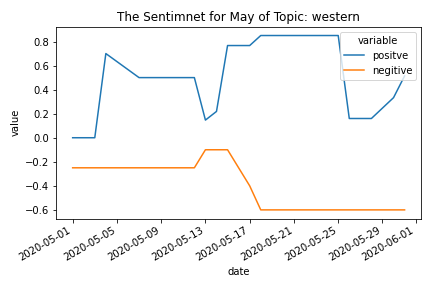 The Sentimnet for May of Topic: western
variable
positve
negitive
0.8
0.6
0.4
0.2
0.0
−0.2
−0.4
−0.6
value
2020-05-01
2020-05-05
2020-05-09
2020-05-13
2020-05-17
2020-05-21
2020-05-25
2020-05-29
2020-06-01
date